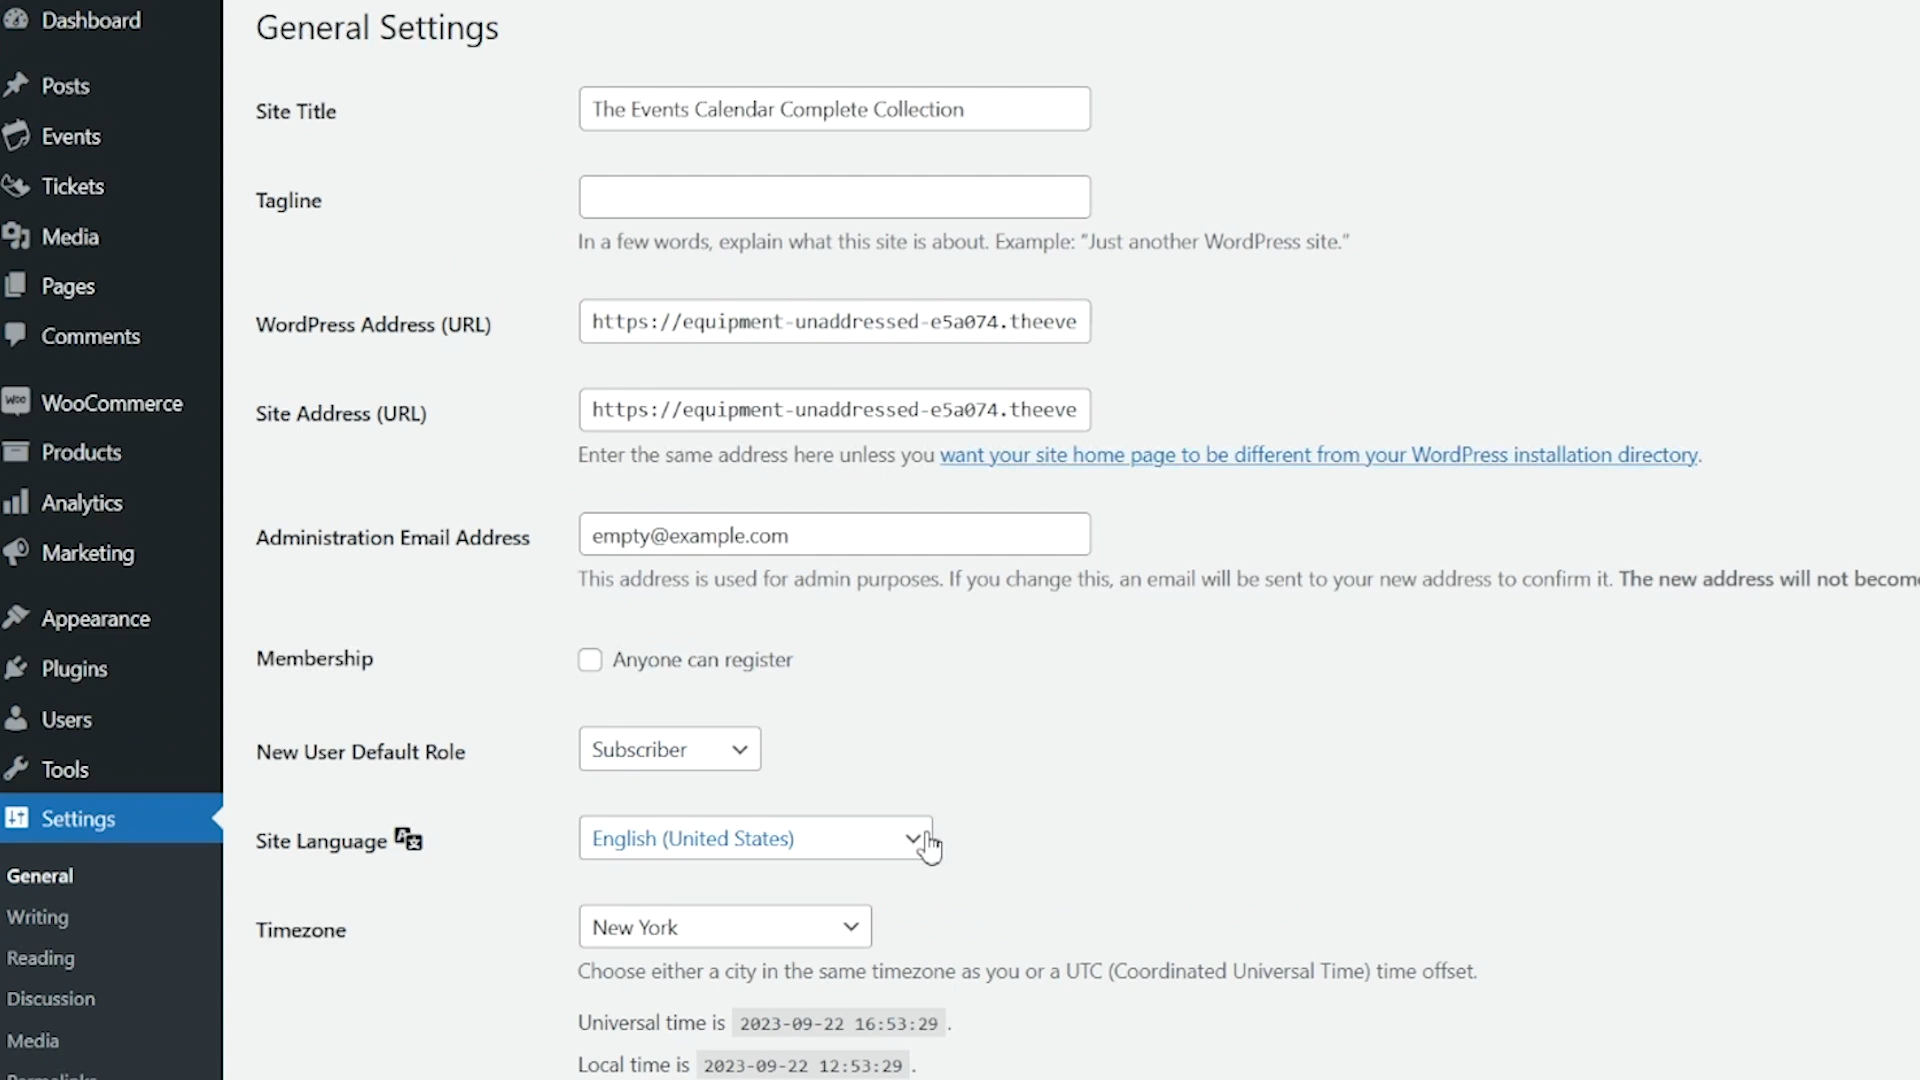 Dashboard
Posts
Events
Tickets
Media
Pages
Comments
Woo WooCommerce
Products
Analytics
Marketing
Appearance
Plugins
Users
Tools
Settings
General
Writing
Reading
Discussion
Media
General Settings
Site Title
The Events Calendar Complete Collection
Tagline
In a few words, explain what this site is about. Example: “Just another WordPress site.”
WordPress Address (URL)
https://equipment-unaddressed-e5a074.theeve
Site Address (URL)
https://equipment-unaddressed-e5a074.theeve
Enter the same address here unless you want your site home page to be different from your WordPress installation directory.
Administration Email Address
empty@example.com
This address is used for admin purposes. If you change this, an email will be sent to your new address to confirm it. The new address will not become
Membership
Anyone can register
New User Default Role
Subscriber
Site Language
English (United States)
Timezone
New York
Choose either a city in the same timezone as you or a UTC (Coordinated Universal Time) time offset.
Universal time is 2023-09-22 16:53:29 .
Local time is 2023-09-22 12:53:29 .